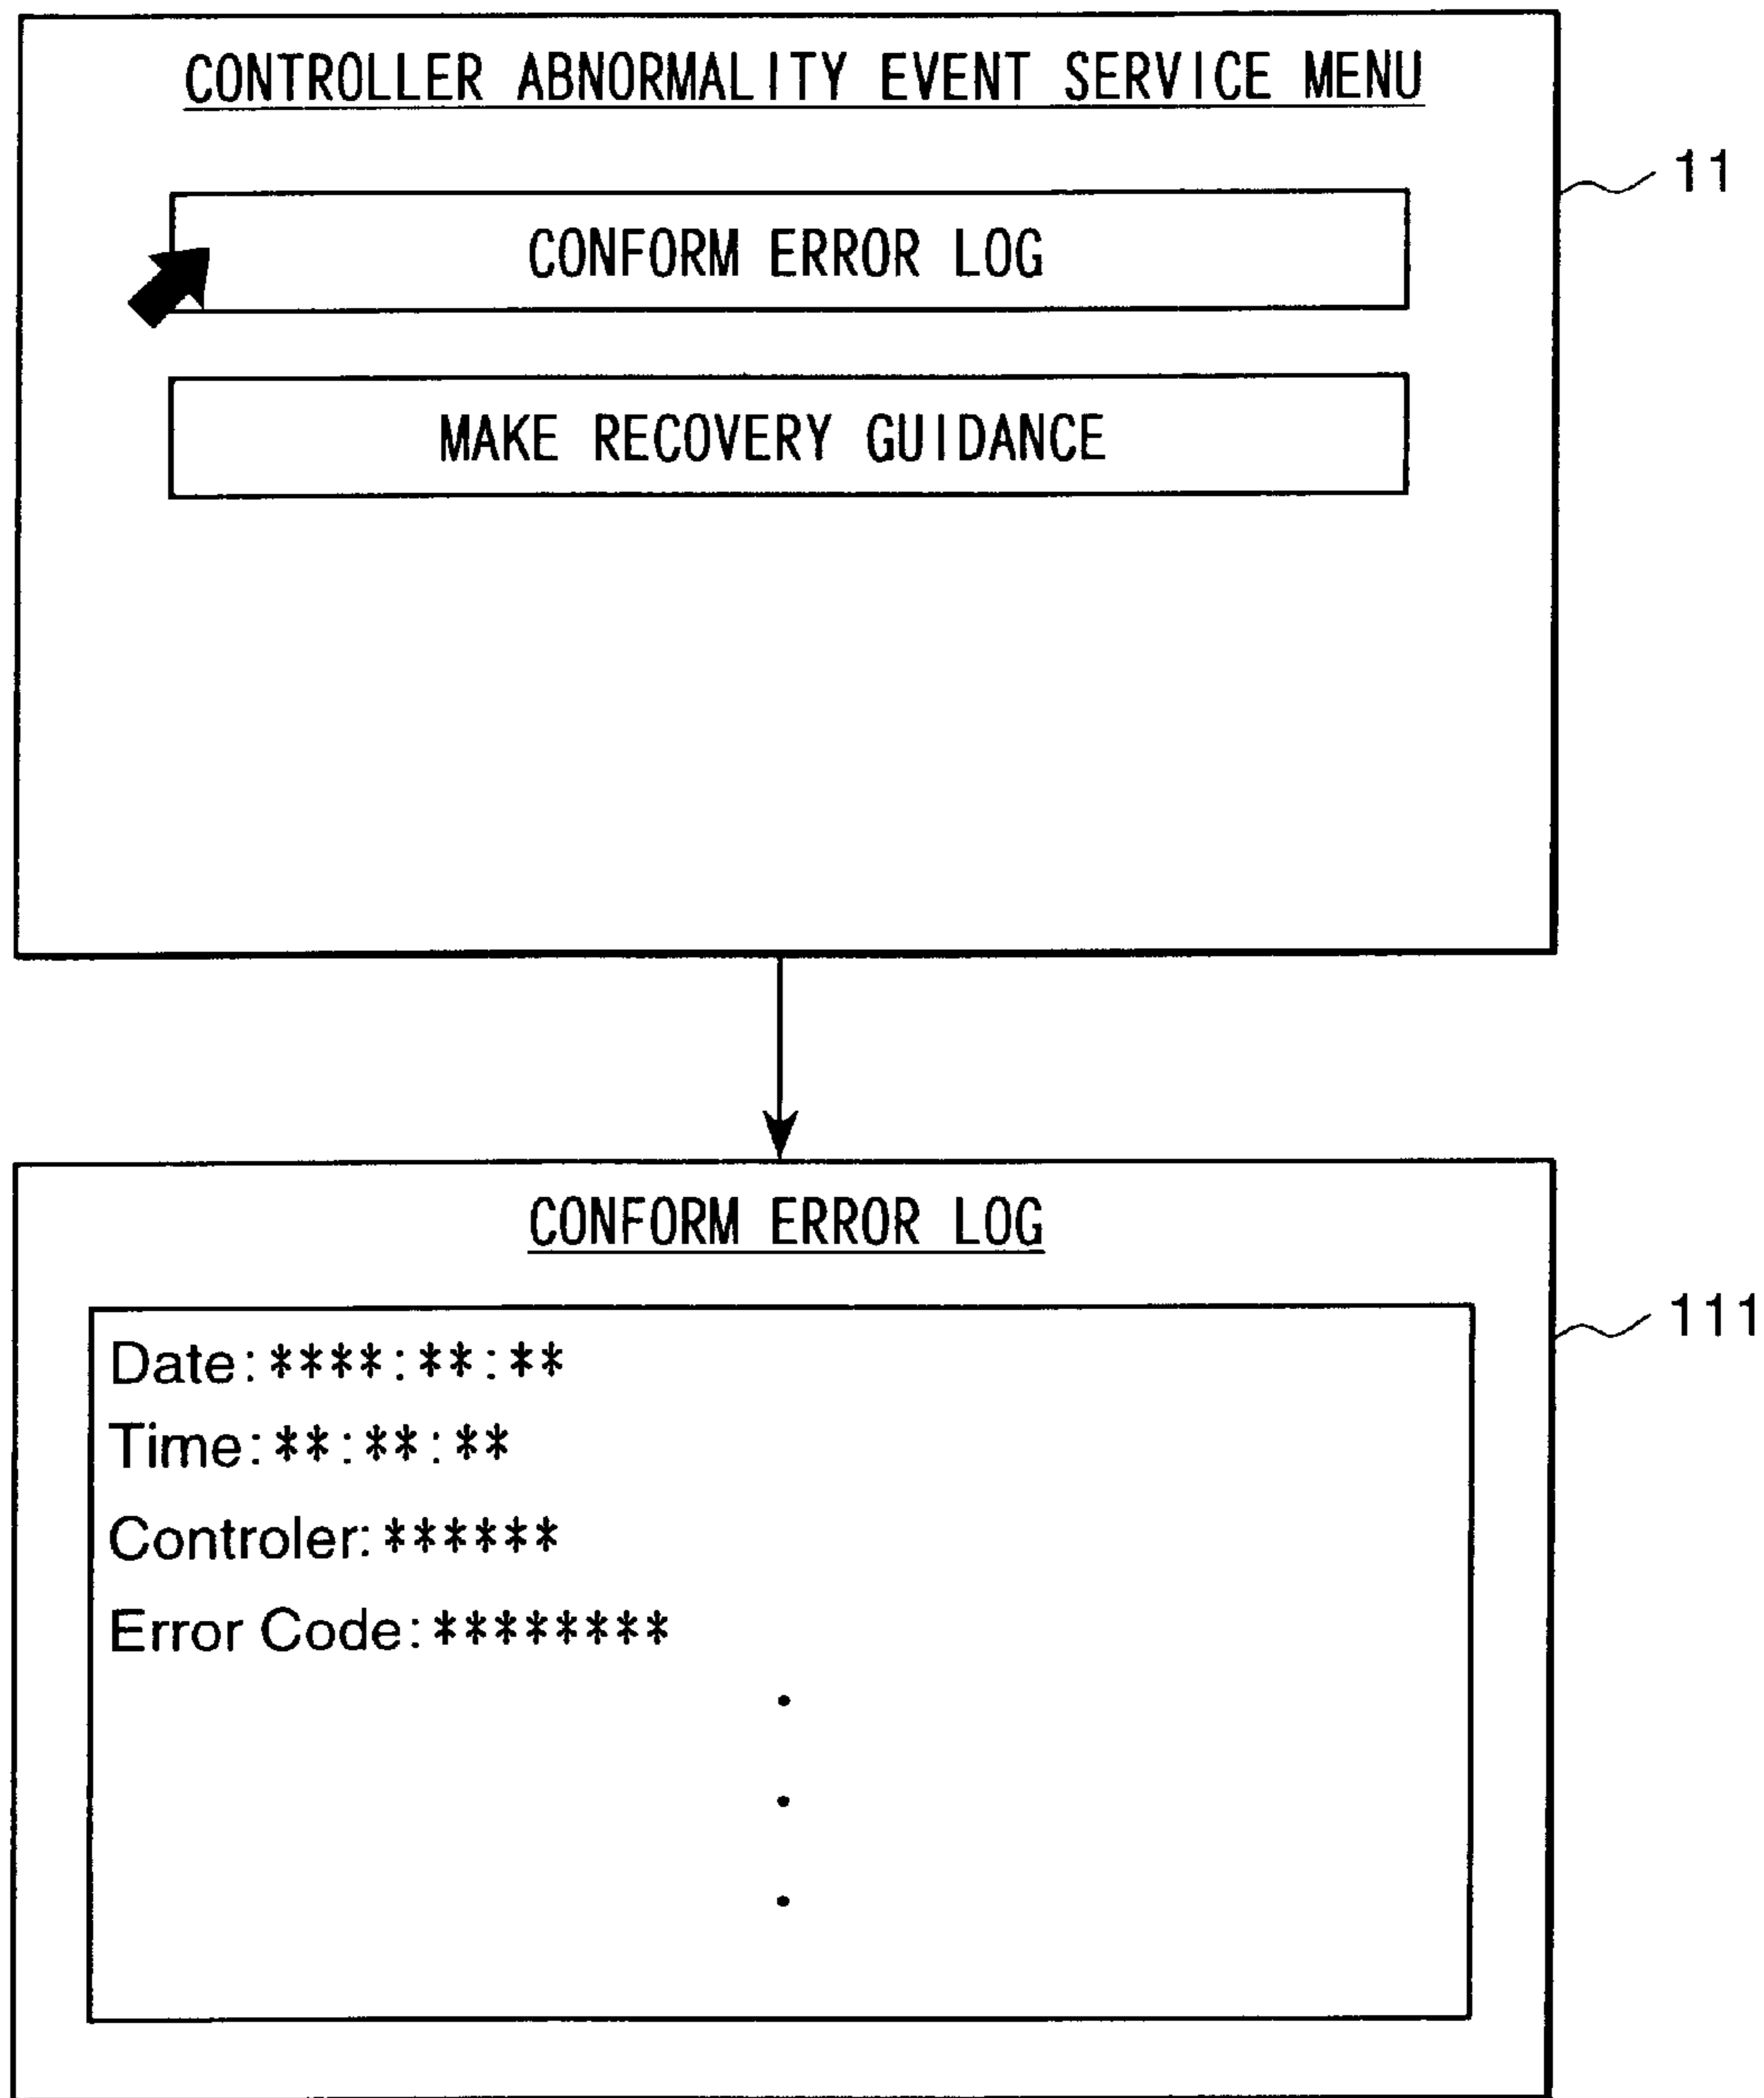 CONTROLLER ABNORMALITY EVENT SERVICE MENU
11
CONFORM ERROR LOG
MAKE RECOVERY GUIDANCE
CONFORM ERROR LOG
111
Date:****:**:**
Time:**:**:**
Controler:******
Error Code:********